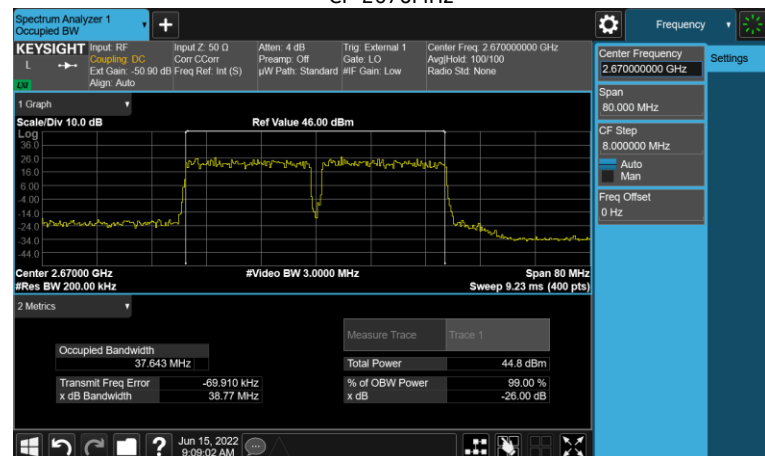 CF 2670MHz
Spectrum Analyzer 1
Occupied BW
Frequency
KEYSIGHT
L
LXI
Input: RF
Coupling: DC
Ext Gain: -50.90 dB
Align: Auto
Input Z: 50 Ω
Corr CCorr
Freq Ref: Int (S)
Atten: 4 dB
Preamp: Off
µW Path: Standard
Trig: External 1
Gate: LO
#IF Gain: Low
Center Freq: 2.670000000 GHz
Avg|Hold: 100/100
Radio Std: None
1 Graph
Scale/Div 10.0 dB
Ref Value 46.00 dBm
Log
36.0
26.0
16.0
6.00
-4.00
-14.0
-24.0
-34.0
-44.0
Center 2.67000 GHz
#Video BW 3.0000 MHz
Span 80 MHz
#Res BW 200.00 kHz
Sweep 9.23 ms (400 pts)
2 Metrics
Measure Trace
Trace 1
Occupied Bandwidth
37.643 MHz
Total Power
44.8 dBm
Transmit Freq Error
-69.910 kHz
% of OBW Power
99.00 %
x dB Bandwidth
38.77 MHz
x dB
-26.00 dB
Center Frequency
2.670000000 GHz
Settings
Span
80.000 MHz
CF Step
8.000000 MHz
Auto
Man
Freq Offset
0 Hz
?
Jun 15, 2022
9:09:02 AM